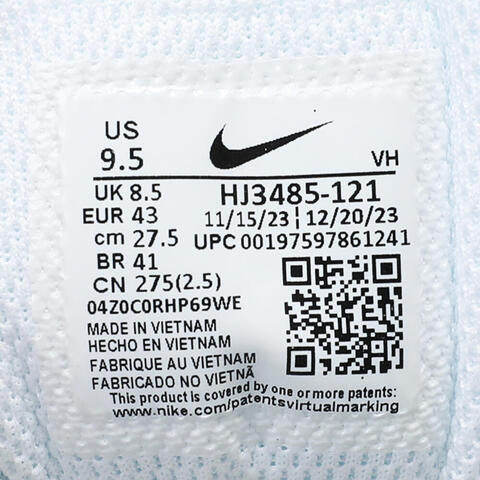 US
9.5
VH
UK 8.5
HJ3485-121
EUR 43
11/15/23 | 12/20/23
cm 27.5
UPC 00197597861241
BR 41
CN 275(2.5)
04Z0C0RHP69WE
MADE IN VIETNAM
HECHO EN VIETNAM
FABRIQUE AU VIETNAM
FABRICADO NO VIETNÃ
This product is covered by one or more patents:
www.nike.com/patentsvirtualmarking